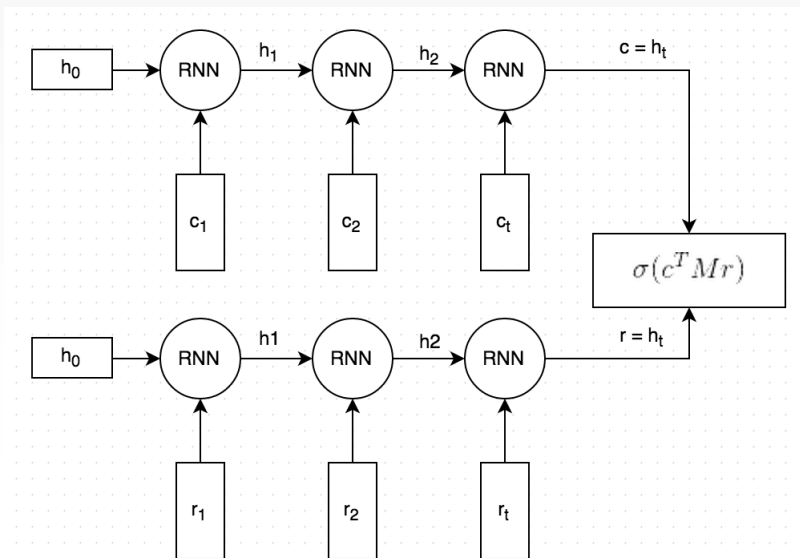 h₀ RNN h₁ RNN h₂ RNN c = hₜ
c₁ c₂ cₜ
σ(cᵀMr)
h₀ RNN h1 RNN h2 RNN r = hₜ
r₁ r₂ rₜ